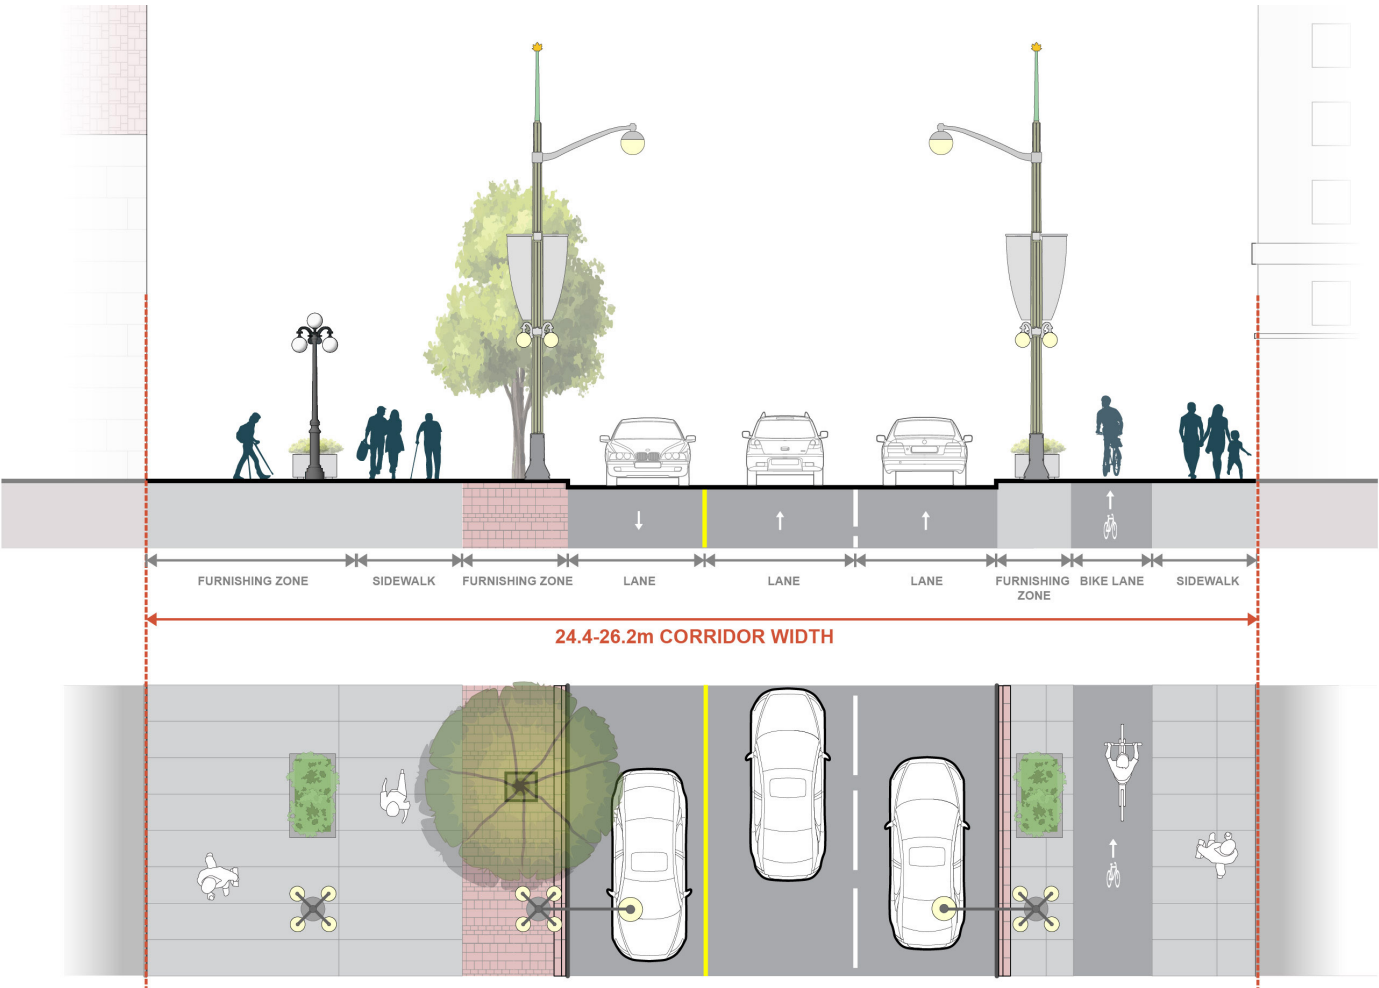 FURNISHING ZONE
SIDEWALK
FURNISHING ZONE
LANE
LANE
LANE
FURNISHING
ZONE
BIKE LANE
SIDEWALK
24.4-26.2m CORRIDOR WIDTH